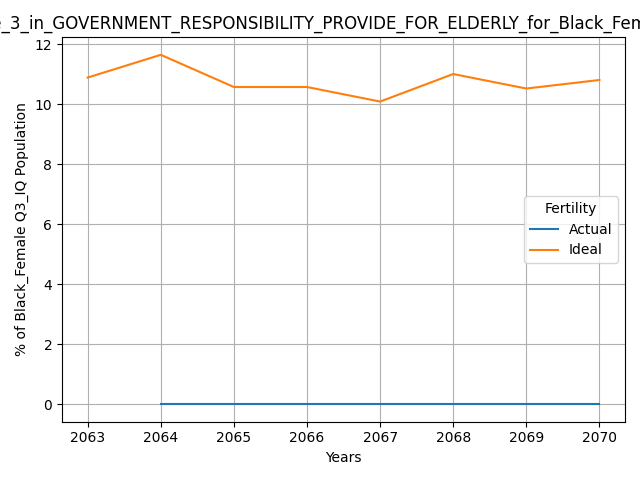 _3_in_GOVERNMENT_RESPONSIBILITY_PROVIDE_FOR_ELDERLY_for_Black_Fem
12
10
8
6
4
2
0
% of Black_Female Q3_IQ Population
Fertility
Actual
Ideal
2063 2064 2065 2066 2067 2068 2069 2070
Years